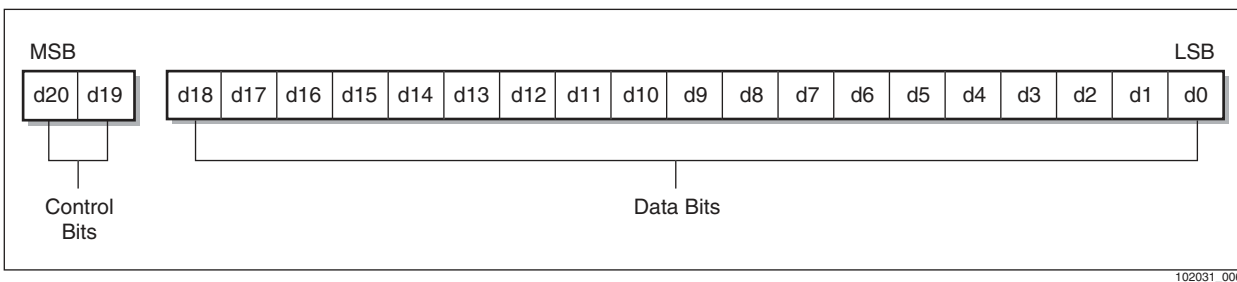 MSB LSB
d20 d19 d18 d17 d16 d15 d14 d13 d12 d11 d10 d9 d8 d7 d6 d5 d4 d3 d2 d1 d0
Control Data Bits
Bits